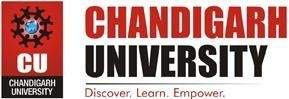 CU
CHANDIGARH
UNIVERSITY
CHANDIGARH
UNIVERSITY
Discover. Learn. Empower.